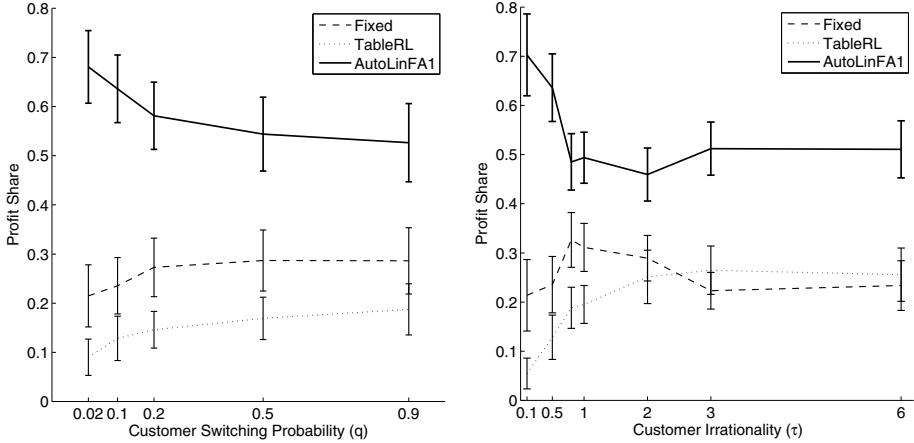 0.8
0.7
0.6
0.5
0.4
0.3
0.2
0.1
0
Profit Share
Fixed
TableRL
AutoLinFA1
0.02 0.1 0.2 0.5 0.9
Customer Switching Probability (q)
0.8
0.7
0.6
0.5
0.4
0.3
0.2
0.1
0
Profit Share
Fixed
TableRL
AutoLinFA1
0.1 0.5 1 2 3 6
Customer Irrationality (τ)